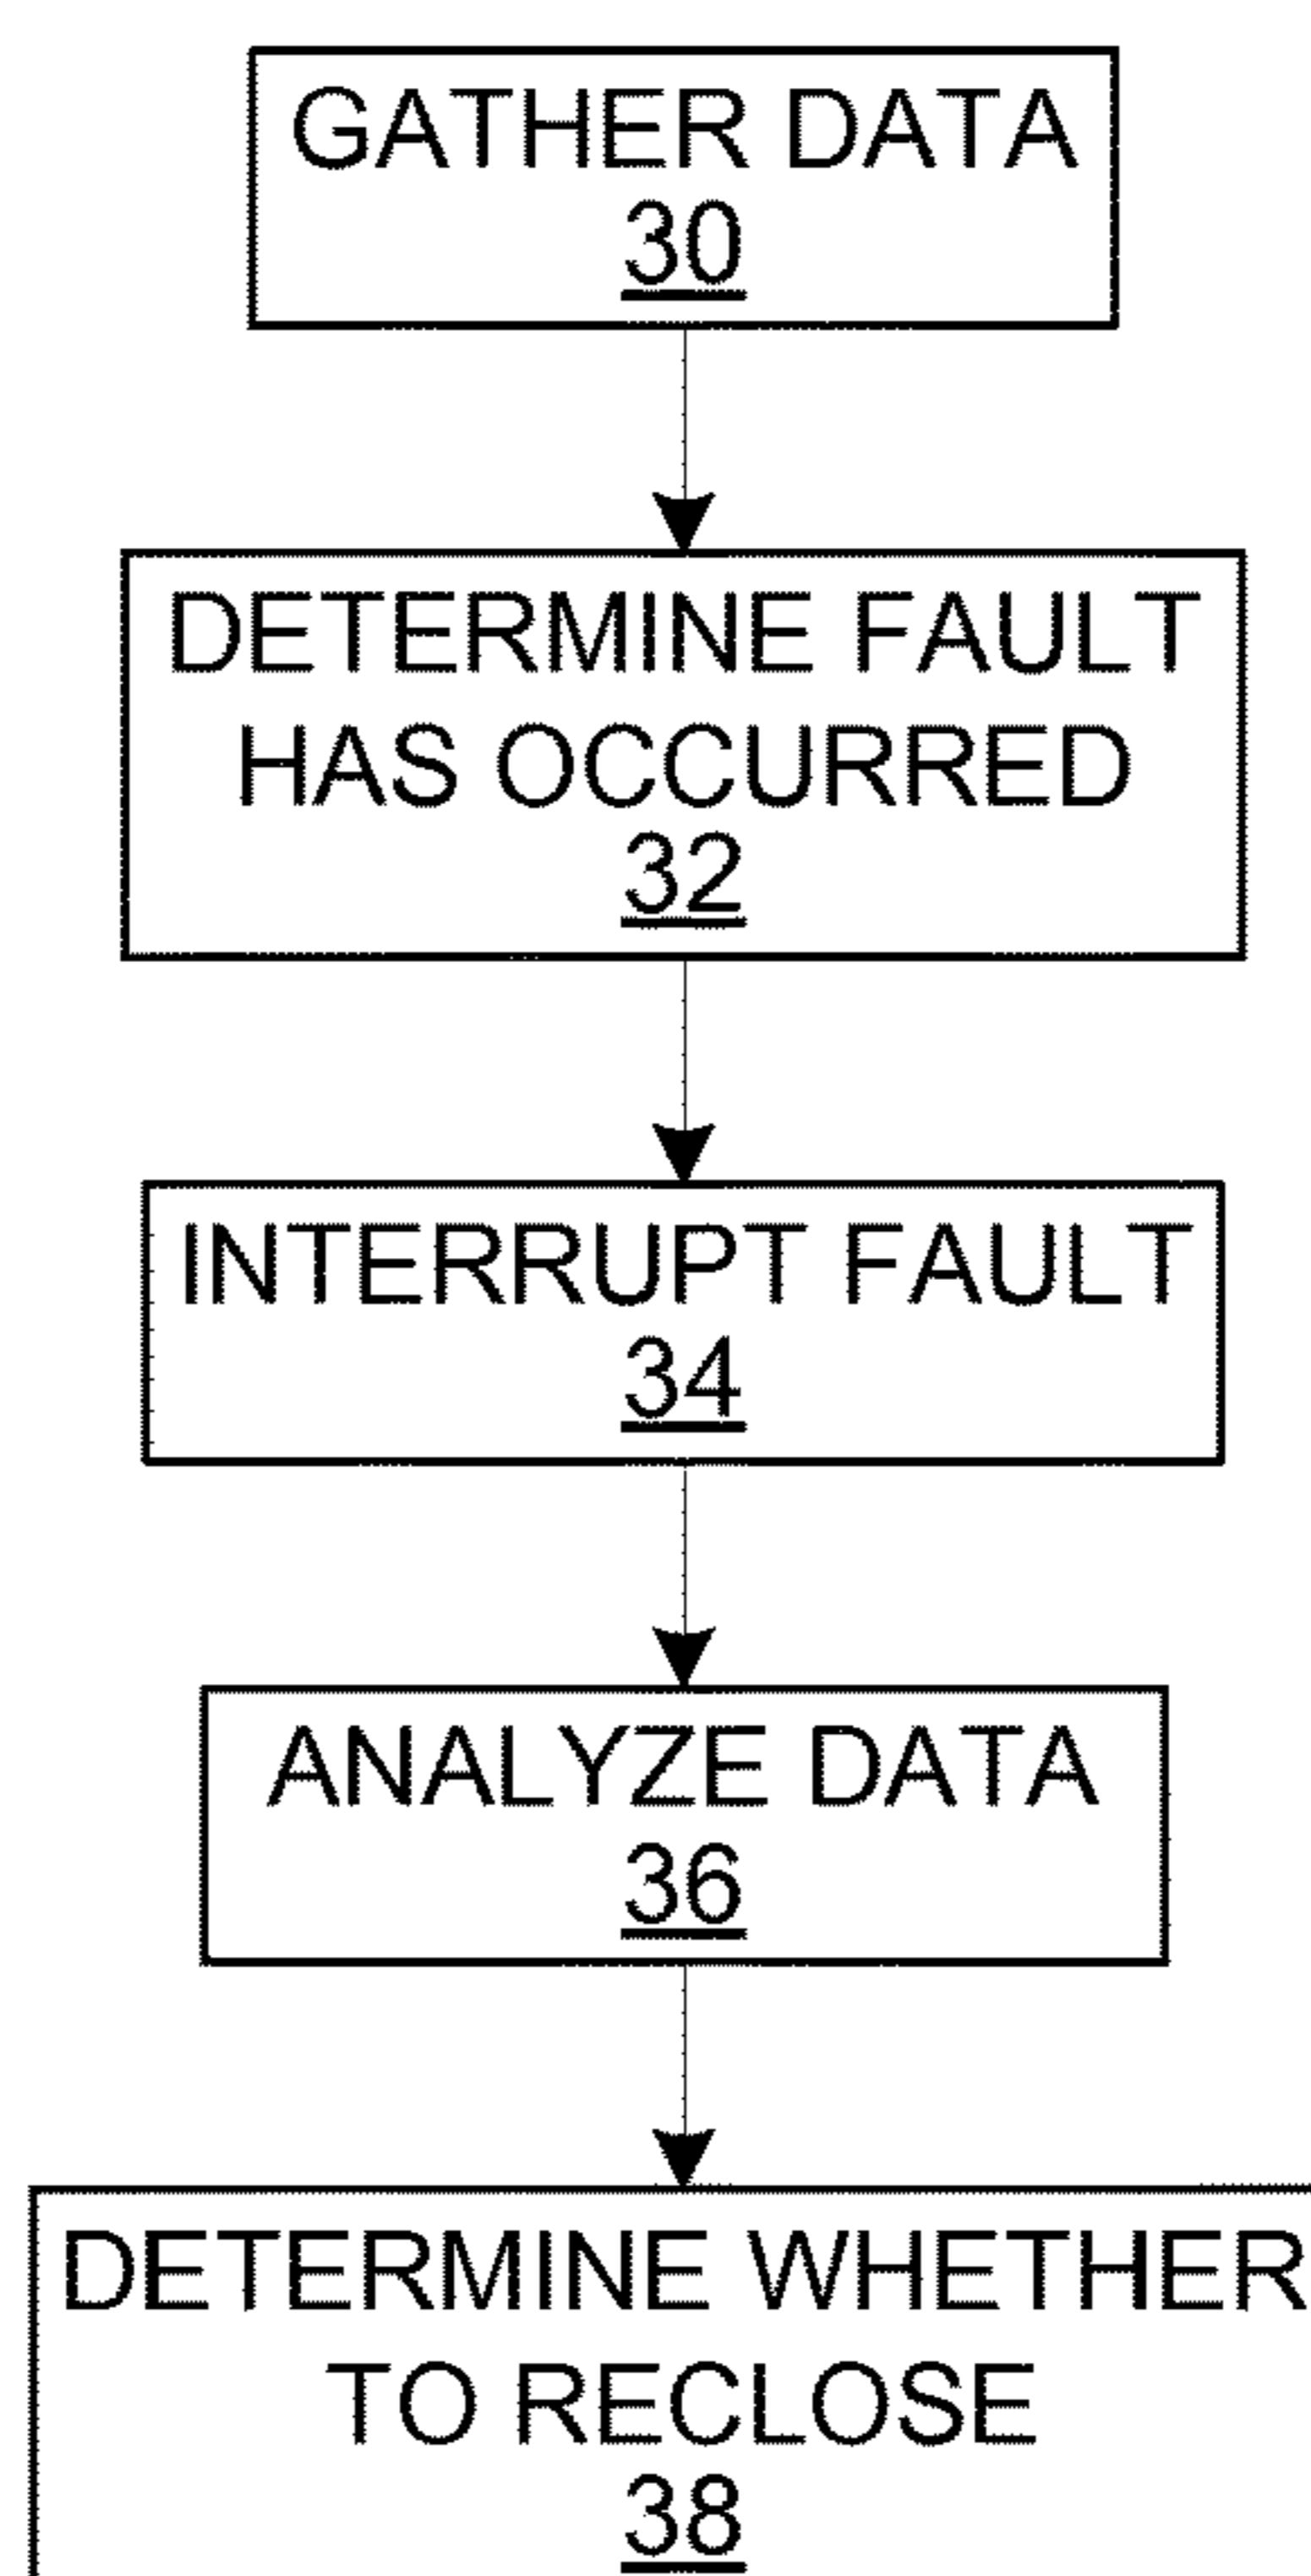 GATHER DATA
30
DETERMINE FAULT
HAS OCCURRED
32
INTERRUPT FAULT
34
ANALYZE DATA
36
DETERMINE WHETHER
TO RECLOSE
38